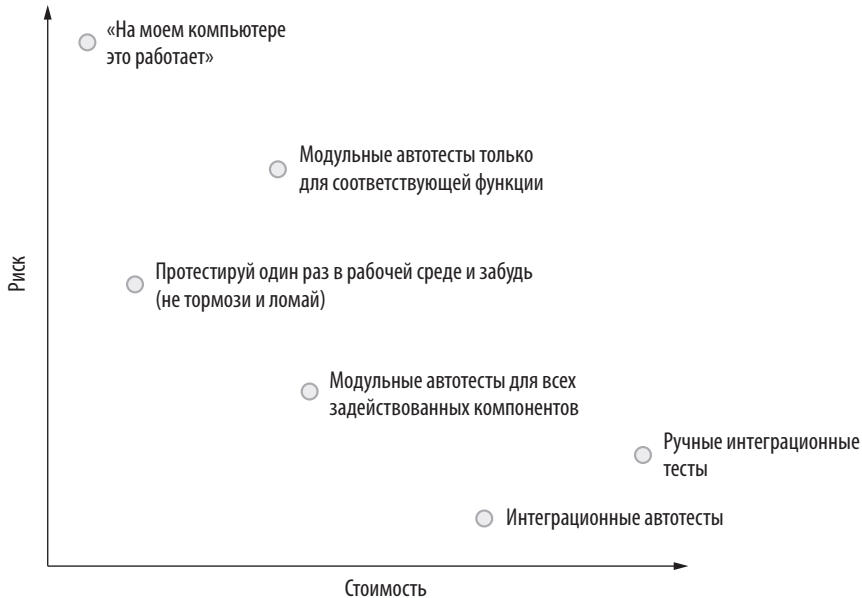 «На моем компьютере
это работает»
Модульные автотесты только
для соответствующей функции
Риск
Протестируй один раз в рабочей среде и забудь
(не тормози и ломай)
Модульные автотесты для всех
задействованных компонентов
Ручные интеграционные
тесты
Интеграционные автотесты
Стоимость